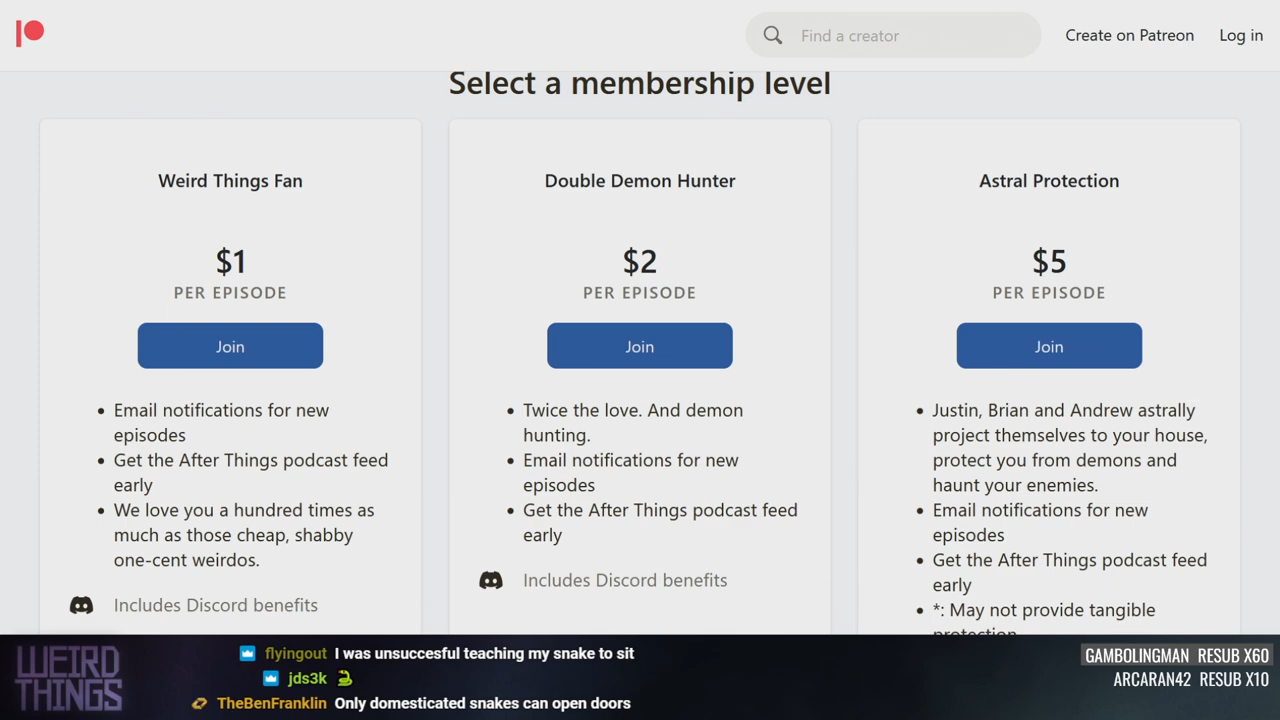 Find a creator
Create on Patreon
Log in
Select a membership level
Weird Things Fan
$1
PER EPISODE
Join
• Email notifications for new
episodes
• Get the After Things podcast feed
early
• We love you a hundred times as
much as those cheap, shabby
one-cent weirdos.
Includes Discord benefits
Double Demon Hunter
$2
PER EPISODE
Join
• Twice the love. And demon
hunting.
• Email notifications for new
episodes
• Get the After Things podcast feed
early
Includes Discord benefits
Astral Protection
$5
PER EPISODE
Join
• Justin, Brian and Andrew astrally
project themselves to your house,
protect you from demons and
haunt your enemies.
• Email notifications for new
episodes
• Get the After Things podcast feed
early
• *: May not provide tangible
protection
WEIRD
THINGS
flyingout I was unsuccesful teaching my snake to sit
jds3k
TheBenFranklin Only domesticated snakes can open doors
GAMBOLINGMAN RESUB X60
ARCARAN42 RESUB X10